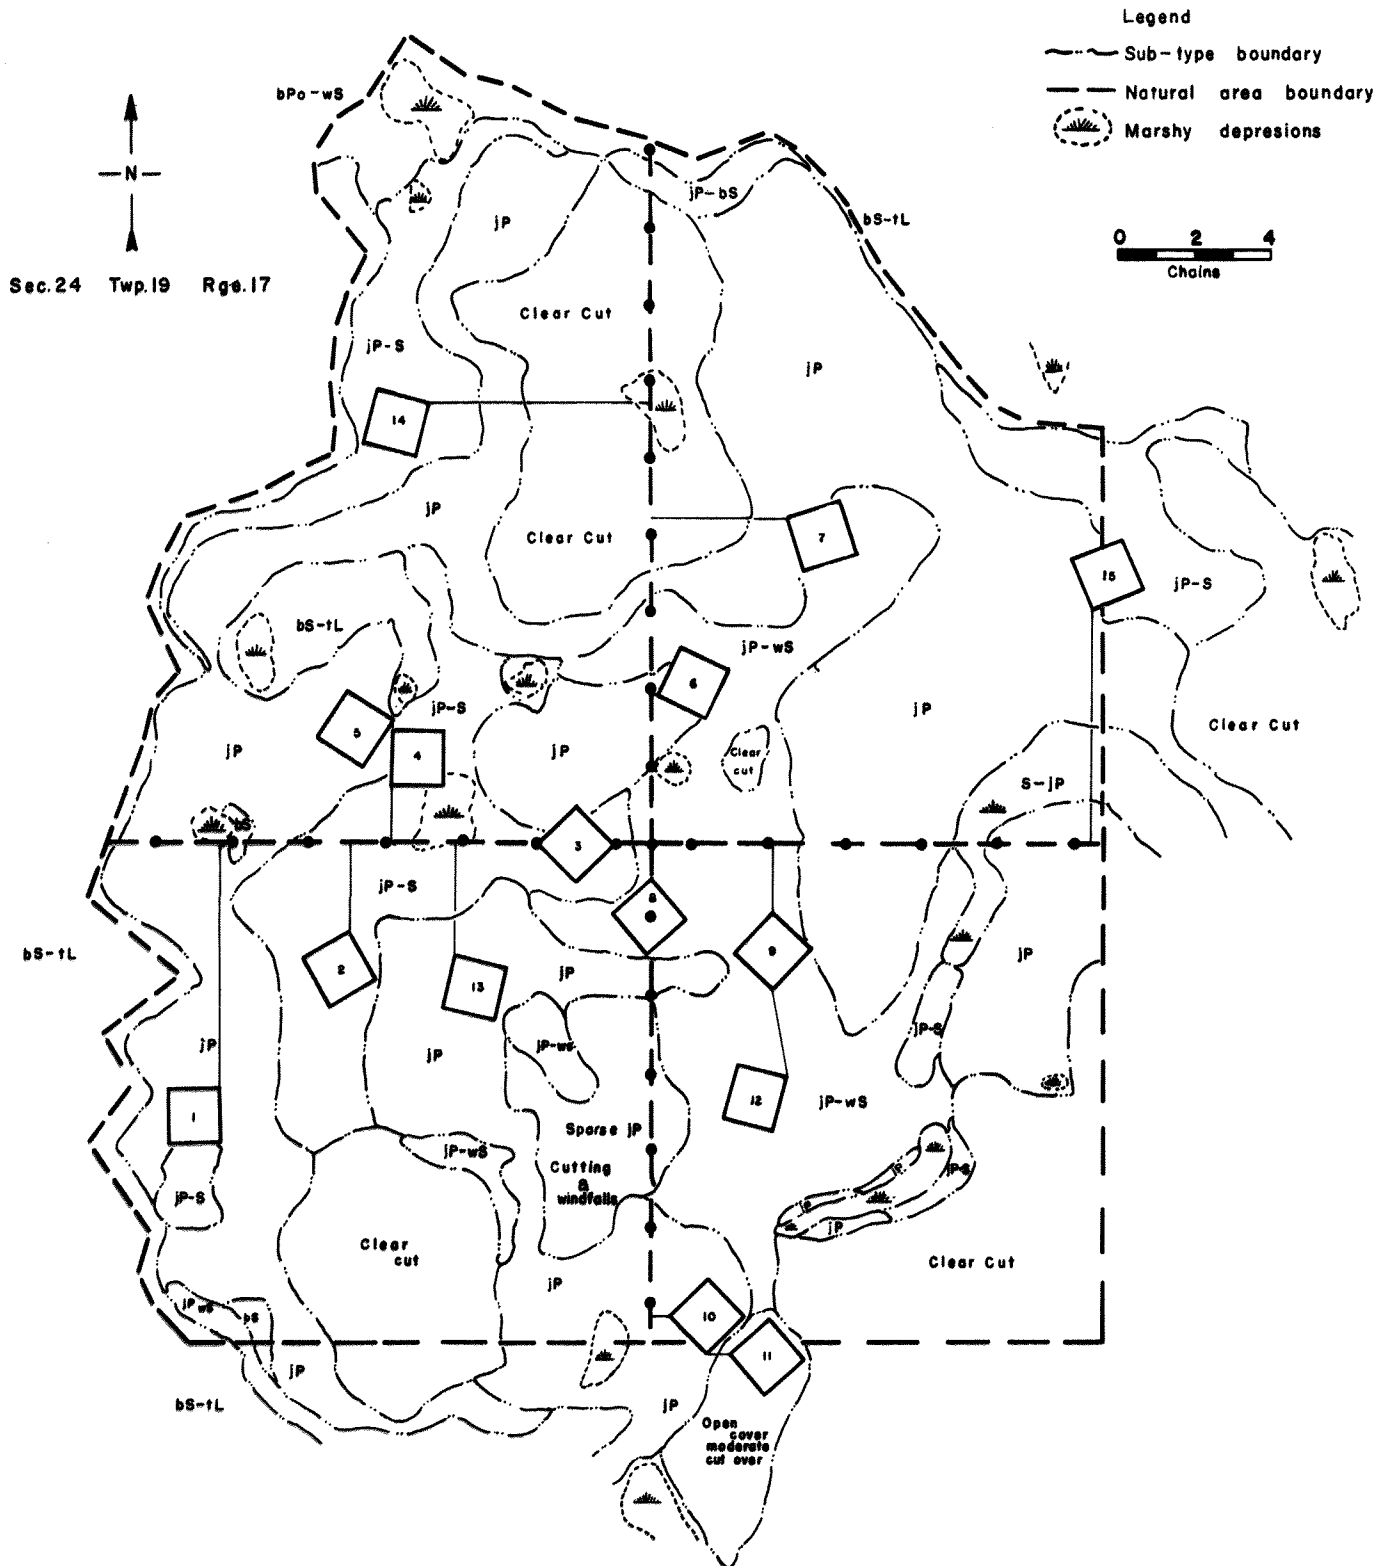 Legend
Sub-type boundary
Natural area boundary
Marshy depresions
bPo-wS
N
jP-bS
jP
bS-tL
0 2 4
Chains
Sec.24 Twp.19 Rge.17
Clear Cut
jP-S
jP
14
jP
Clear Cut
7
15
jP-S
bS-tL
jP-wS
6
jP-S
5
jP
jP
jP
Clear Cut
4
Clear
cut
S-jP
bS
3
jP-S
8
bS-tL
2
9
jP
13
jP
jP
jP-wS
jP-S
jP
1
12
jP-wS
Sparse jP
jP-wS
Cutting
&
windfalls
jP-S
jP
jP-S
jP
jP
Clear
cut
Clear Cut
jP
jP
wS
bS
10
11
jP
bS-tL
jP
Open
cover
moderate
cut over